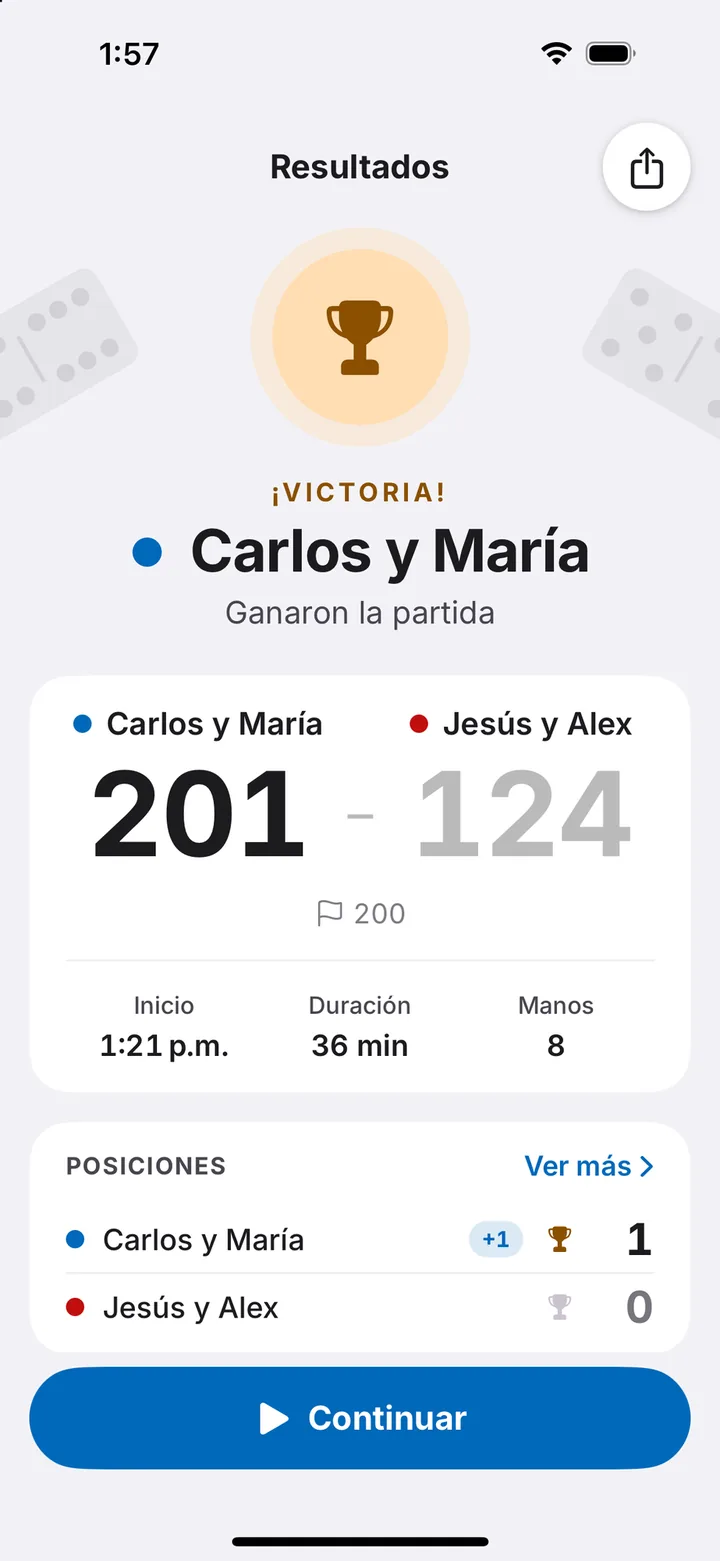 1:57
Resultados
¡VICTORIA!
Carlos y María
Ganaron la partida
Carlos y María Jesús y Alex
201 - 124
200
Inicio Duración Manos
1:21 p.m. 36 min 8
POSICIONES Ver más
Carlos y María +1 1
Jesús y Alex 0
Continuar